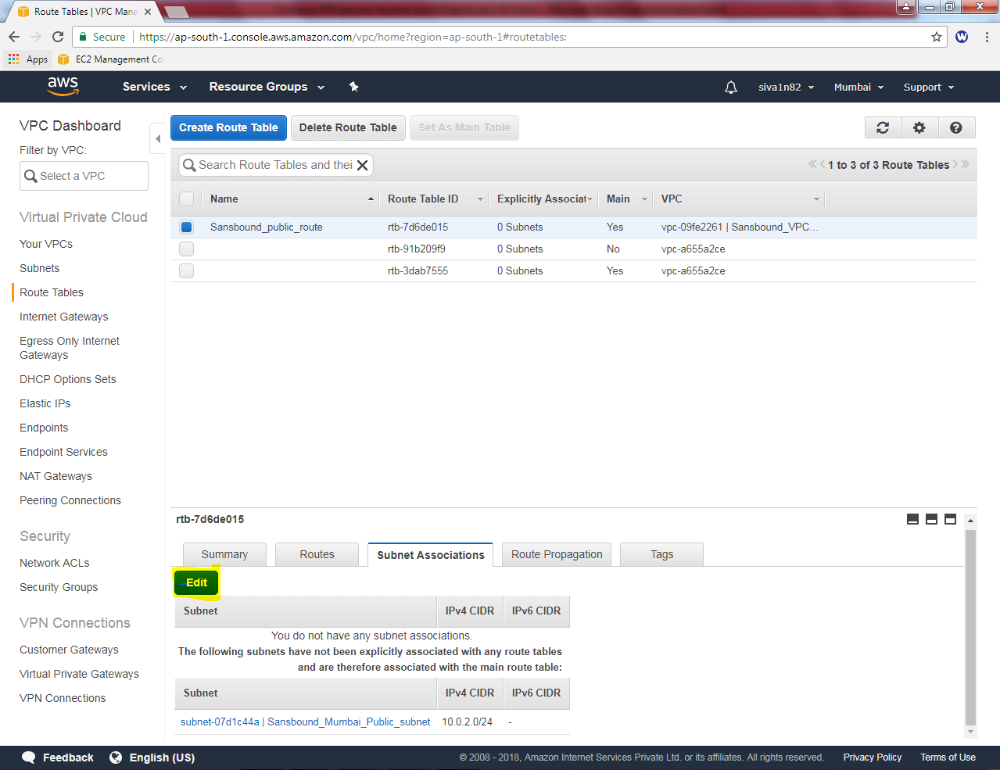 Route Tables | VPC Mana
Secure
https://ap-south-1.console.aws.amazon.com/vpc/home?region=ap-south-1#routetables:
W
Apps
EC2 Management Co
aws
Services
Resource Groups
siva1n82
Mumbai
Support
VPC Dashboard
Filter by VPC:
Select a VPC
Virtual Private Cloud
Your VPCs
Subnets
Route Tables
Internet Gateways
Egress Only Internet
Gateways
DHCP Options Sets
Elastic IPs
Endpoints
Endpoint Services
NAT Gateways
Peering Connections
Security
Network ACLs
Security Groups
VPN Connections
Customer Gateways
Virtual Private Gateways
VPN Connections
Create Route Table
Delete Route Table
Set As Main Table
Search Route Tables and thei
1 to 3 of 3 Route Tables
Name Route Table ID Explicitly Associat Main VPC
Sansbound_public_route rtb-7d6de015 0 Subnets Yes vpc-09fe2261 | Sansbound_VPC...
rtb-91b209f9 0 Subnets No vpc-a655a2ce
rtb-3dab7555 0 Subnets Yes vpc-a655a2ce
rtb-7d6de015
Summary Routes Subnet Associations Route Propagation Tags
Edit
Subnet IPv4 CIDR IPv6 CIDR
You do not have any subnet associations.
The following subnets have not been explicitly associated with any route tables
and are therefore associated with the main route table:
Subnet IPv4 CIDR IPv6 CIDR
subnet-07d1c44a | Sansbound_Mumbai_Public_subnet 10.0.2.0/24 -
Feedback
English (US)
© 2008 - 2018, Amazon Internet Services Private Ltd. or its affiliates. All rights reserved.
Privacy Policy
Terms of Use